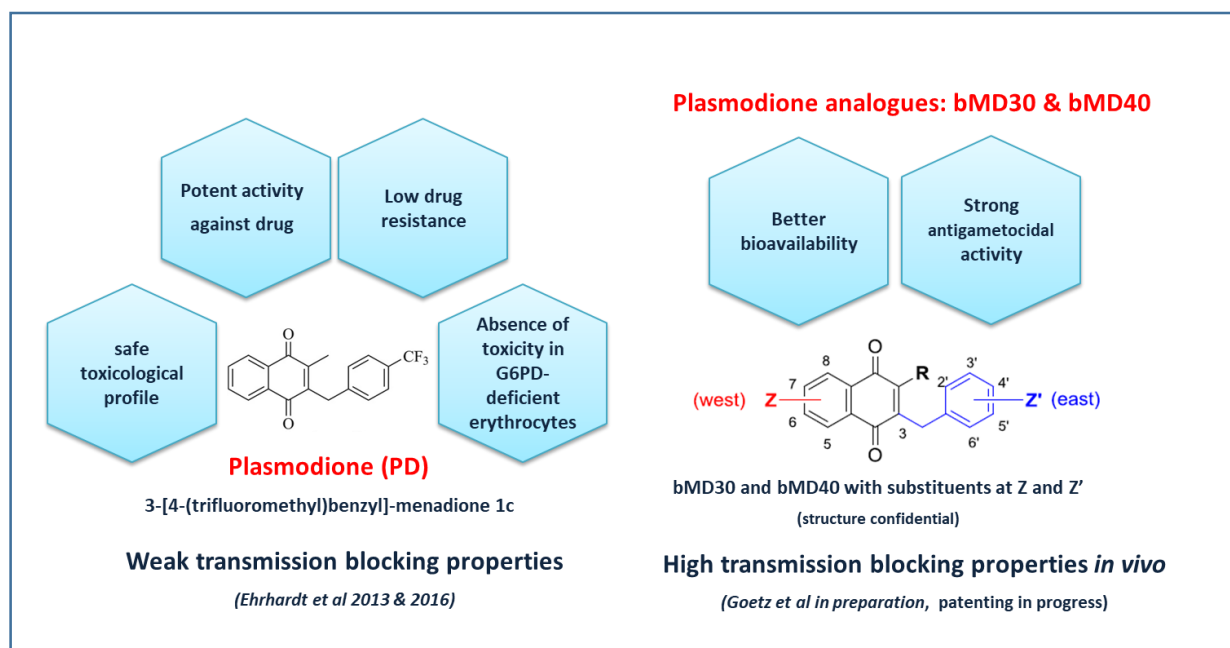 Potent activity
against drug
Low drug
resistance
safe
toxicological
profile
Absence of
toxicity in
G6PD-
deficient
erythrocytes
O
CF3
O
Plasmodione (PD)
3-[4-(trifluoromethyl)benzyl]-menadione 1c
Weak transmission blocking properties
(Ehrhardt et al 2013 & 2016)
Plasmodione analogues: bMD30 & bMD40
Better
bioavailability
Strong
antigametocidal
activity
O
R
8
7
6
5
3
2'
3'
4'
5'
6'
(west) Z
Z' (east)
O
bMD30 and bMD40 with substituents at Z and Z’
(structure confidential)
High transmission blocking properties in vivo
(Goetz et al in preparation, patenting in progress)